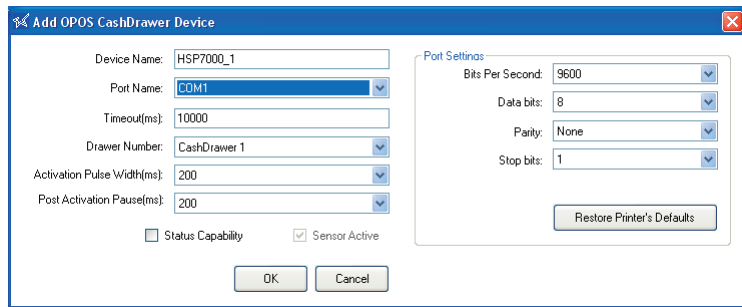 Add OPOS CashDrawer Device
Device Name: HSP7000_1
Port Name: COM1
Timeout(ms): 10000
Drawer Number: CashDrawer 1
Activation Pulse Width(ms): 200
Post Activation Pause(ms): 200
Status Capability
Sensor Active
OK
Cancel
Port Settings
Bits Per Second: 9600
Data bits: 8
Parity: None
Stop bits: 1
Restore Printer's Defaults